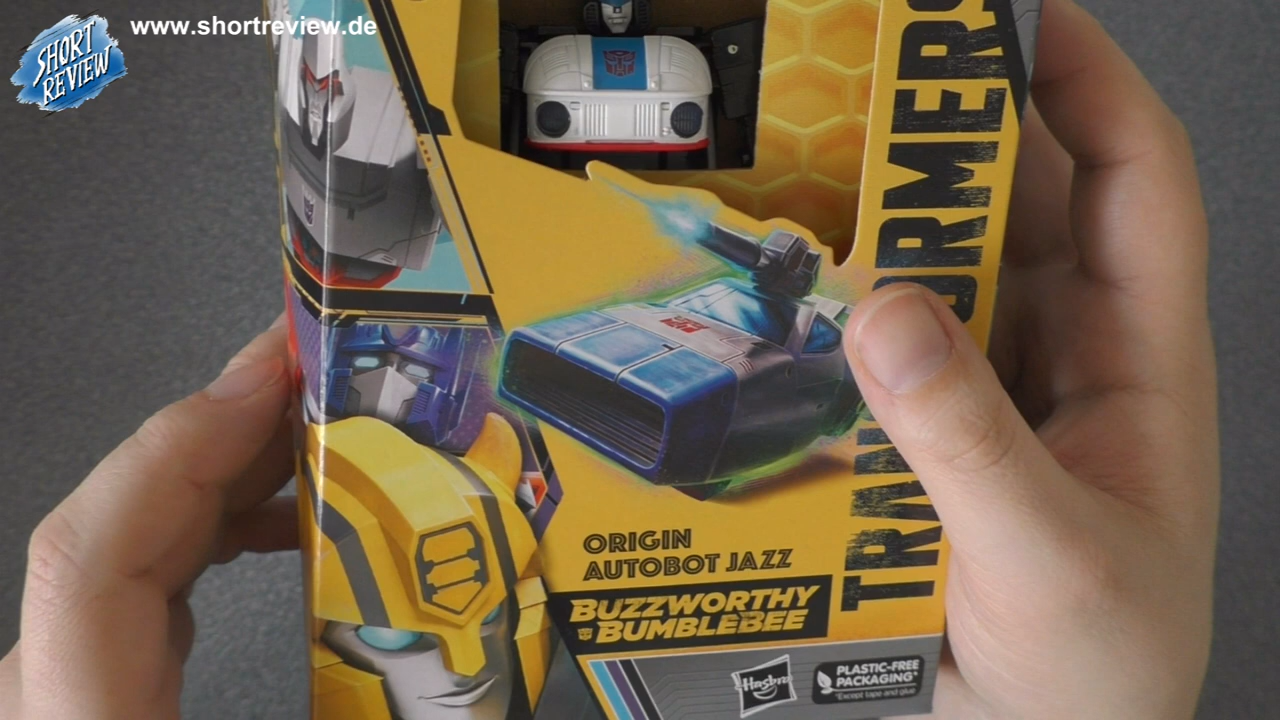 SHORT
REVIEW
www.shortreview.de
TRANSFORMERS
ORIGIN
AUTOBOT JAZZ
BUZZWORTHY
BUMBLEBEE
Hasbro
PLASTIC-FREE
PACKAGING*
*Except tape and glue